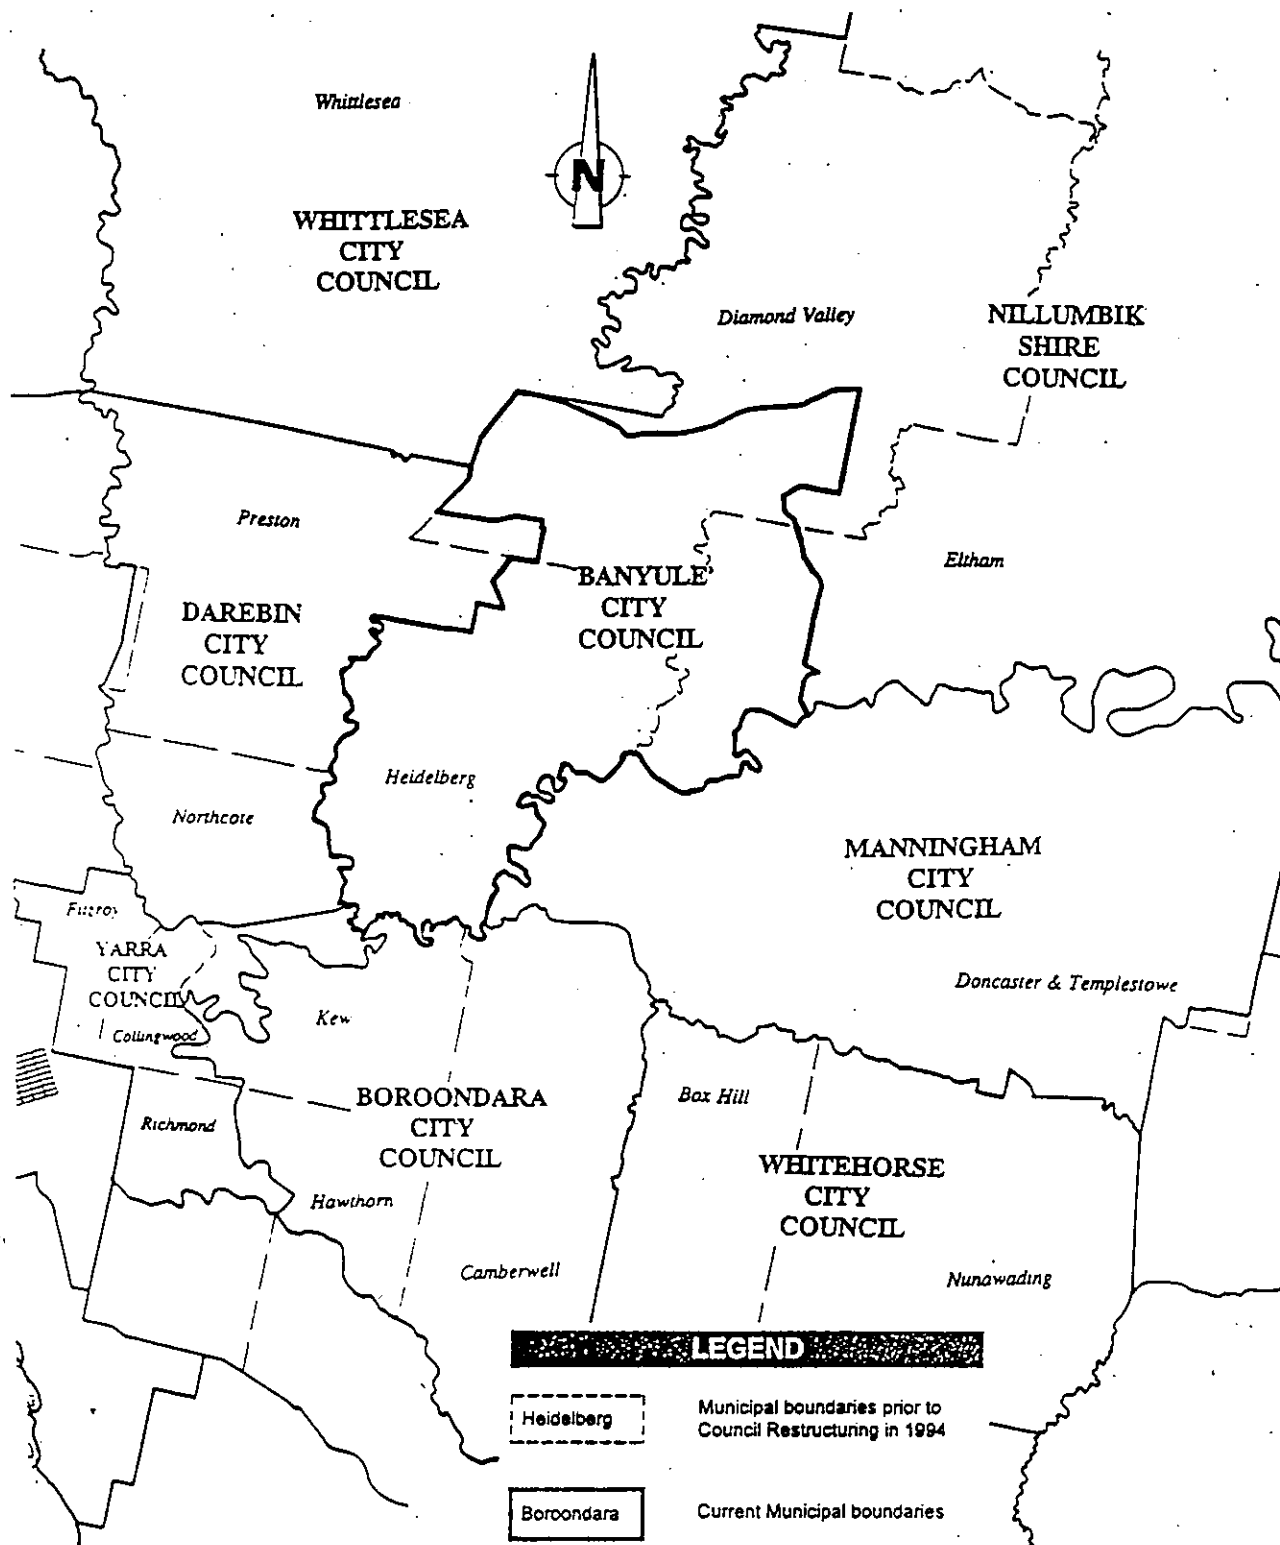 Whittlesea
N
WHITTLESEA
CITY
COUNCIL
Diamond Valley
NILLUMBIK
SHIRE
COUNCIL
Preston
Eltham
BANYULE
CITY
COUNCIL
DAREBIN
CITY
COUNCIL
Heidelberg
Northcote
MANNINGHAM
CITY
COUNCIL
Fitzroy
YARRA
CITY
COUNCIL
Doncaster & Templestowe
Kew
Collingwood
Box Hill
BOROONDARA
CITY
COUNCIL
Richmond
WHITEHORSE
CITY
COUNCIL
Hawthorn
Camberwell
Nunawading
LEGEND
Heidelberg
Municipal boundaries prior to
Council Restructuring in 1994
Boroondara
Current Municipal boundaries